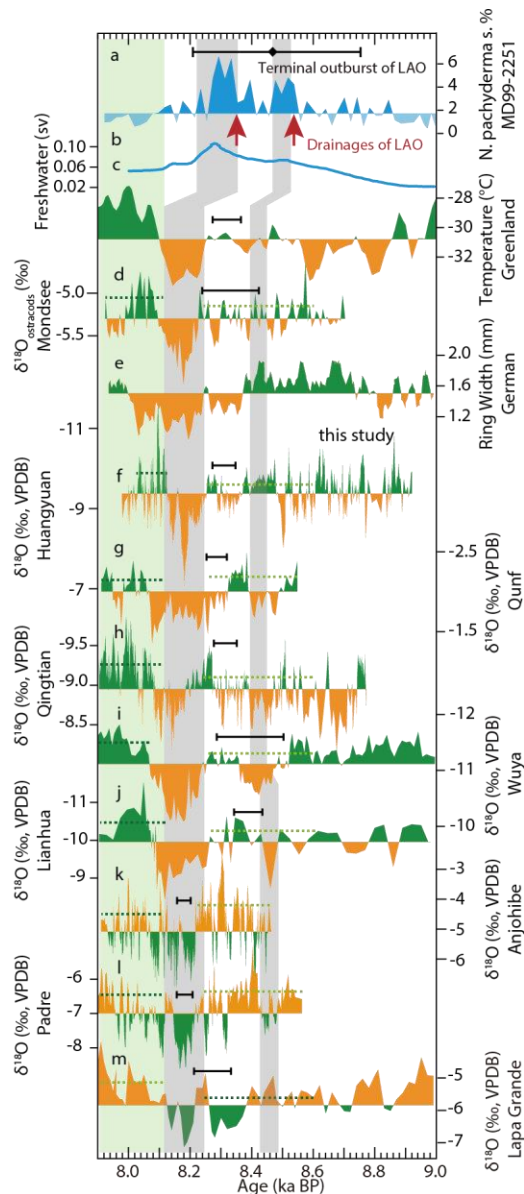 a
Terminal outburst of LAO
6
4
2
0
N. pachyderma s. %
MD99-2251
b
Drainages of LAO
c
0.10
0.06
0.02
Freshwater (sv)
-28
-30
-32
Temperature (°C)
Greenland
d
-5.0
-5.5
δ18Oostracods (‰)
Mondsee
e
2.0
1.6
1.2
Ring Width (mm)
German
this study
f
-11
-9
δ18O (‰, VPDB)
Huangyuan
g
-7
-2.5
-1.5
δ18O (‰, VPDB)
Qunf
h
-9.5
-9.0
-8.5
δ18O (‰, VPDB)
Qingtian
i
-12
-11
-10
δ18O (‰, VPDB)
Wuya
j
-11
-10
-9
δ18O (‰, VPDB)
Lianhua
k
-3
-4
-5
-6
δ18O (‰, VPDB)
Anjohibe
l
-6
-7
-8
δ18O (‰, VPDB)
Padre
m
-5
-6
-7
δ18O (‰, VPDB)
Lapa Grande
8.0 8.2 8.4 8.6 8.8 9.0
Age (ka BP)